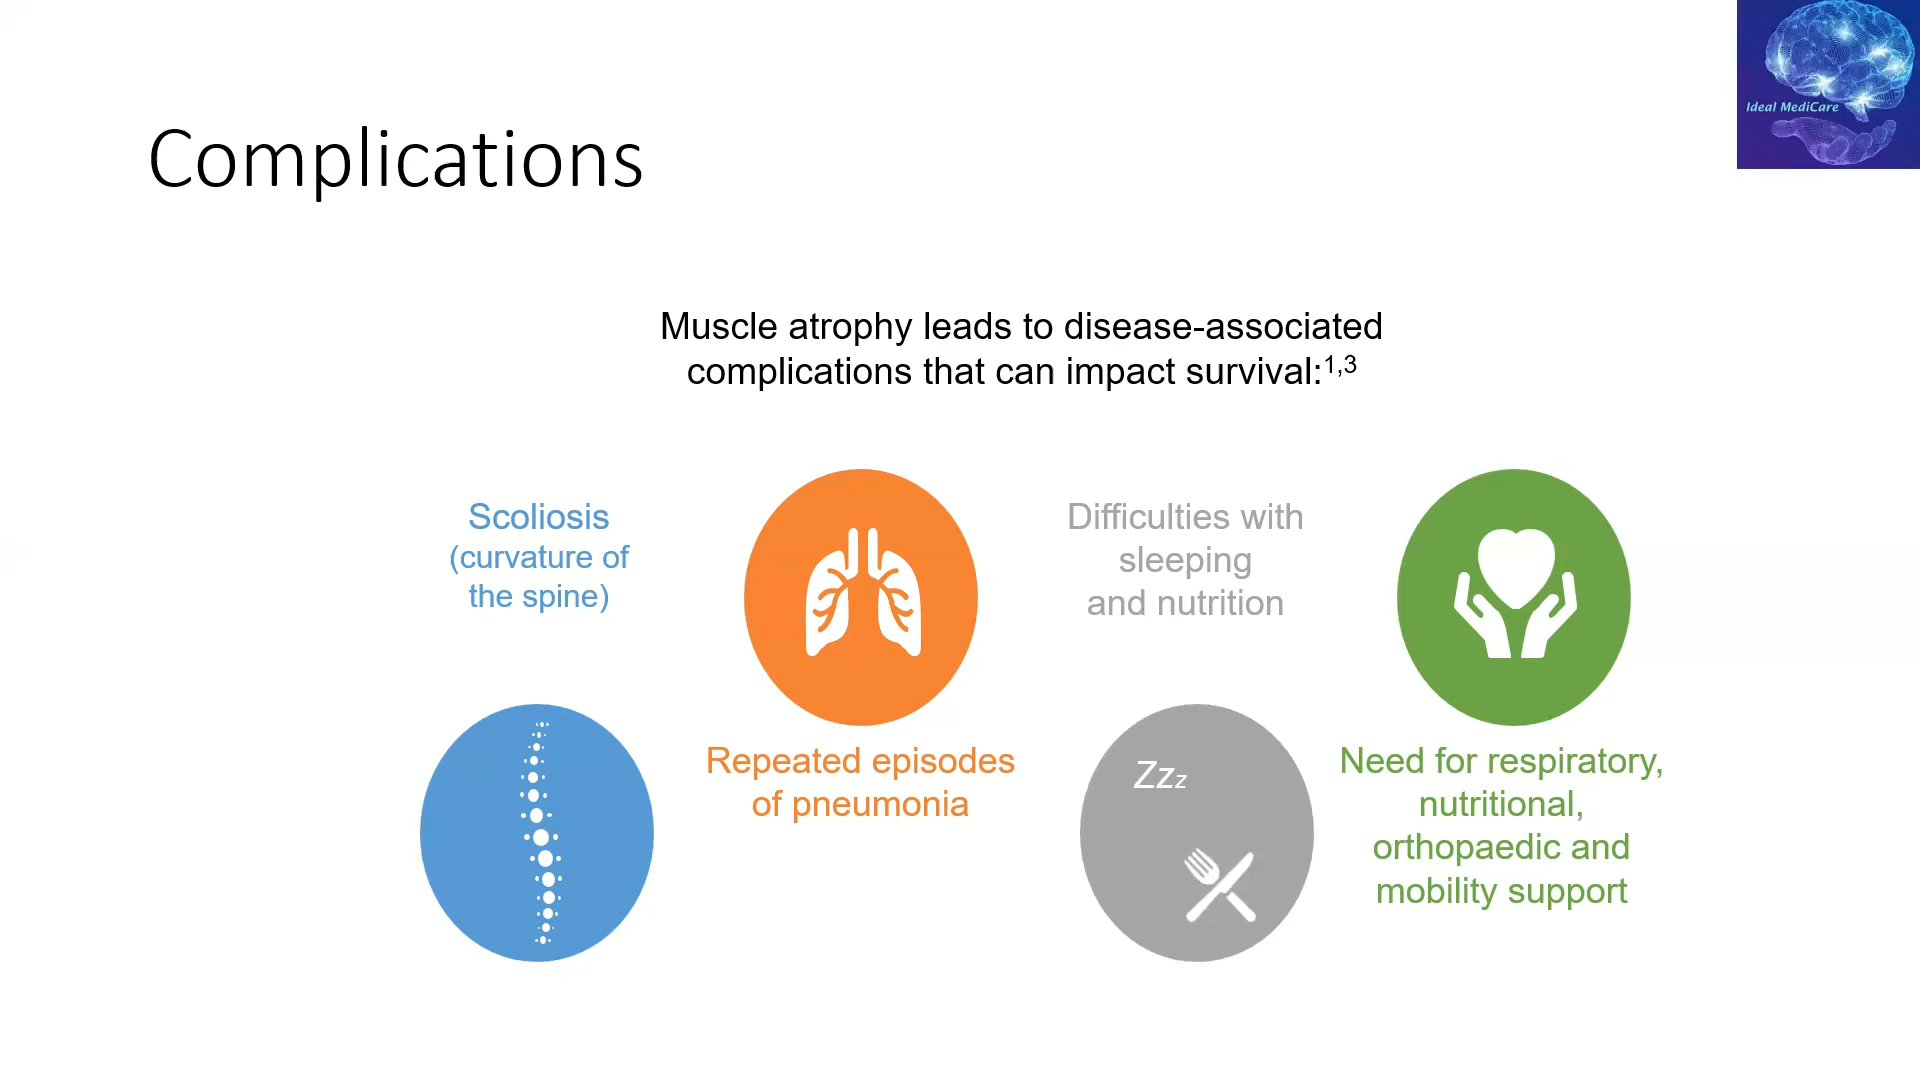 Ideal MediCare
Complications
Muscle atrophy leads to disease-associated
complications that can impact survival:1,3
Scoliosis
(curvature of
the spine)
Repeated episodes
of pneumonia
Difficulties with
sleeping
and nutrition
Zzz
Need for respiratory,
nutritional,
orthopaedic and
mobility support